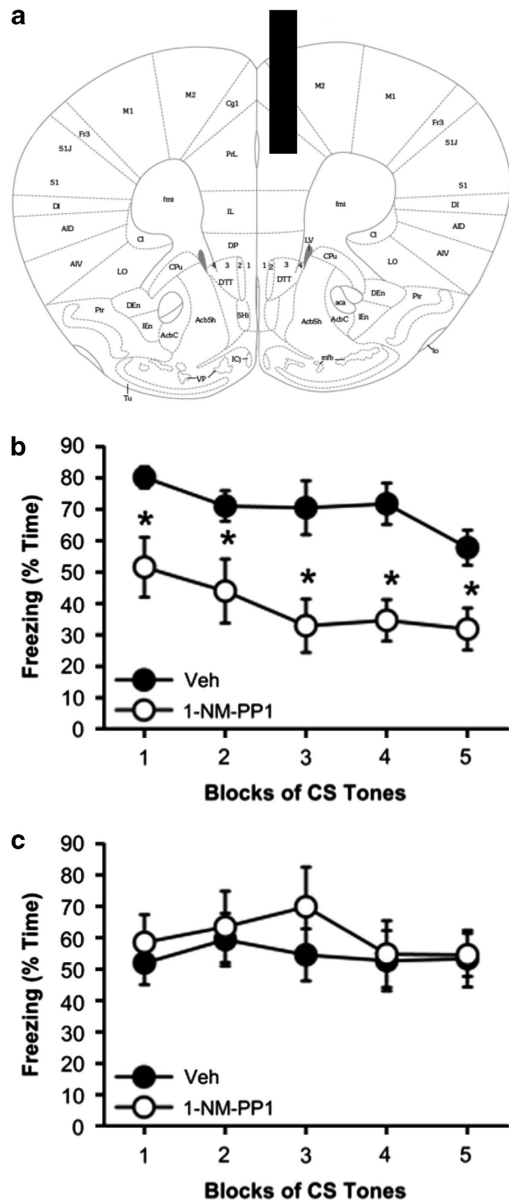 a
M2 M2
M1 Cg1 M1
Fr3 Fr3
S1J PrL S1J
S1 fmi fmi S1
DI IL DI
AID Cl DP Cl AID
AIV LO LV LO AIV
CPu 4 3 2 1 1 2 3 4 CPu
DTT DTT
Pir DEn aca DEn Pir
IEn AcbC AcbSh SHi AcbSh AcbC IEn
ICj mfb lo
VP
Tu
b
Freezing (% Time)
90
80
70
60
50
40
30
20
10
0
* * * * *
Veh
1-NM-PP1
1 2 3 4 5
Blocks of CS Tones
c
Freezing (% Time)
90
80
70
60
50
40
30
20
10
0
Veh
1-NM-PP1
1 2 3 4 5
Blocks of CS Tones